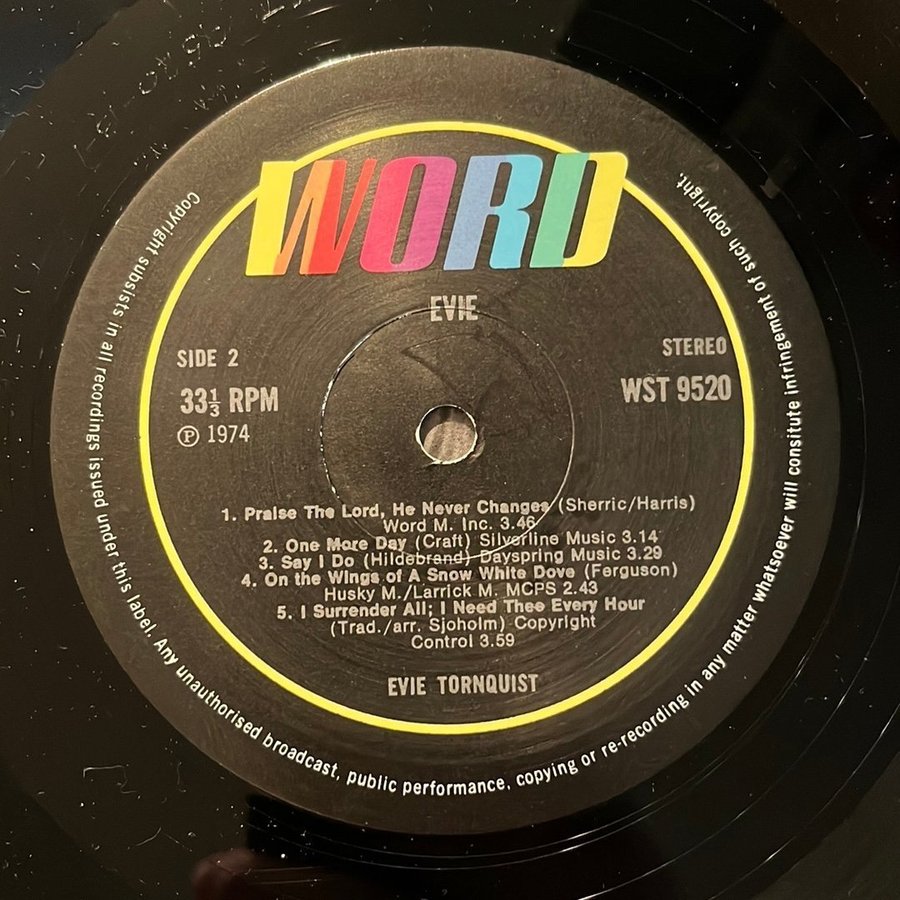 WORD
EVIE
SIDE 2
STEREO
33⅓ RPM
WST 9520
℗ 1974
1. Praise The Lord, He Never Changes (Sherric/Harris)
Word M. Inc. 3.46
2. One More Day (Craft) Silverline Music 3.14
3. Say I Do (Hildebrand) Dayspring Music 3.29
4. On the Wings of A Snow White Dove (Ferguson)
Husky M./Larrick M. MCPS 2.43
5. I Surrender All; I Need Thee Every Hour
(Trad./arr. Sjoholm) Copyright
Control 3.59
EVIE TORNQUIST
Copyright subsists in all recordings issued under this label. Any unauthorised broadcast, public performance, copying or re-recording in any matter whatsoever will consitute infringement of such copyright.